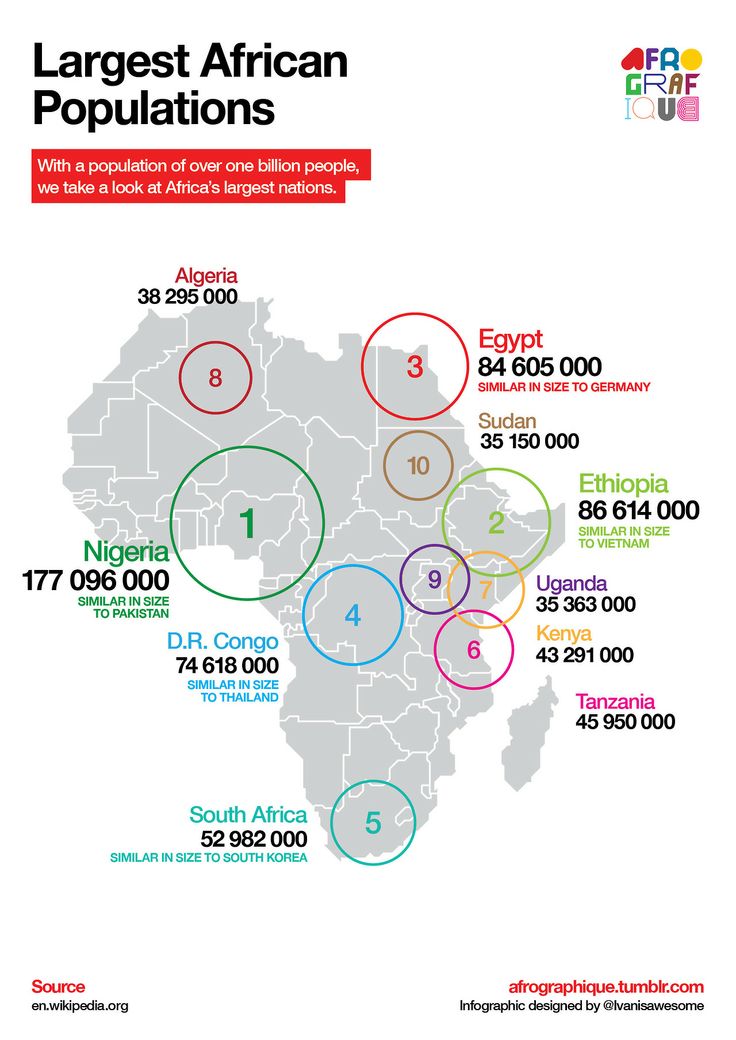 Largest African
Populations
AFRO
GRAF
IQUE
With a population of over one billion people,
we take a look at Africa's largest nations.
Algeria
38 295 000
8
3
Egypt
84 605 000
SIMILAR IN SIZE TO GERMANY
Sudan
35 150 000
10
Ethiopia
86 614 000
SIMILAR IN SIZE
TO VIETNAM
2
1
Nigeria
177 096 000
SIMILAR IN SIZE
TO PAKISTAN
9
7
Uganda
35 363 000
4
D.R. Congo
74 618 000
SIMILAR IN SIZE
TO THAILAND
Kenya
43 291 000
6
Tanzania
45 950 000
South Africa
52 982 000
SIMILAR IN SIZE TO SOUTH KOREA
5
Source
en.wikipedia.org
afrographique.tumblr.com
Infographic designed by @Ivanisawesome